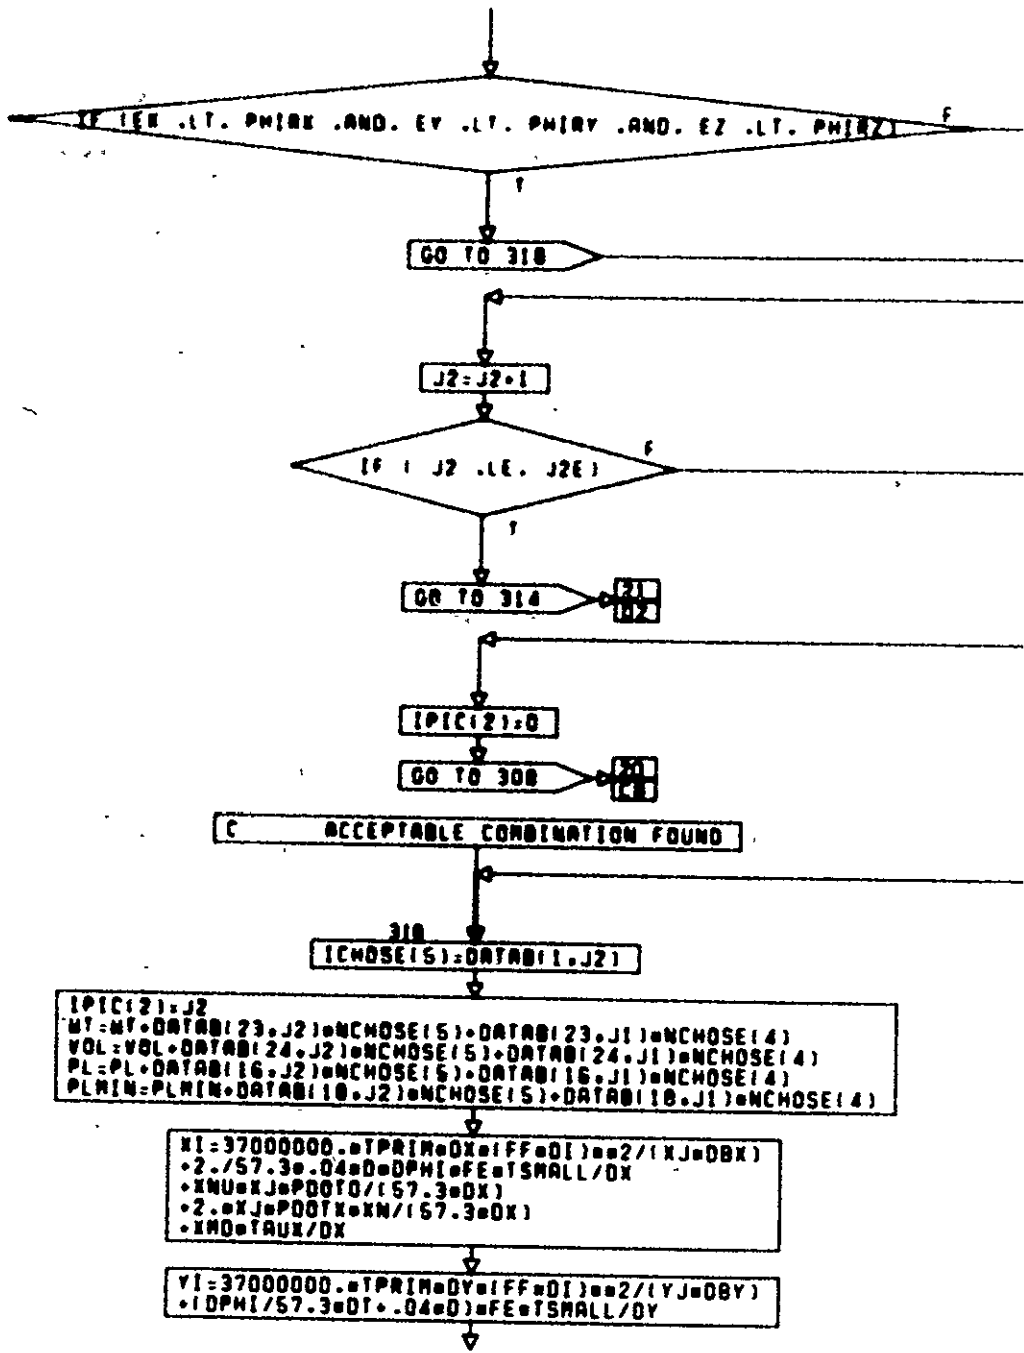 IF (EX .LT. PHIRX .AND. EY .LT. PHIRY .AND. EZ .LT. PHIRZ)
F
T
GO TO 318
J2=J2+1
IF ( J2 .LE. J2E)
F
T
GO TO 314
21
D2
IPIC(2)=0
GO TO 308
20
C ACCEPTABLE COMBINATION FOUND
318
ICHOSE(5)=DATAB(1,J2)
IPIC(2)=J2
WT=WT+DATAB(23,J2)*NCHOSE(5)+DATAB(23,J1)*NCHOSE(4)
VOL=VOL+DATAB(24,J2)*NCHOSE(5)+DATAB(24,J1)*NCHOSE(4)
PL=PL+DATAB(16,J2)*NCHOSE(5)+DATAB(16,J1)*NCHOSE(4)
PLMIN=PLMIN+DATAB(18,J2)*NCHOSE(5)+DATAB(18,J1)*NCHOSE(4)
XI=37000000.*TPRIM*DX*(FF*DI)**2/(XJ*DBX)
+2./57.3*.04*D*DPHI*FE*TSMALL/DX
+XNU*XJ*PDOTO/(57.3*DX)
+2.*XJ*PDOTX*XN/(57.3*DX)
+XMD*TAUX/DX
YI=37000000.*TPRIM*DY*(FF*DI)**2/(YJ*DBY)
+(DPHI/57.3*DT+.04*D)*FE*TSMALL/DY